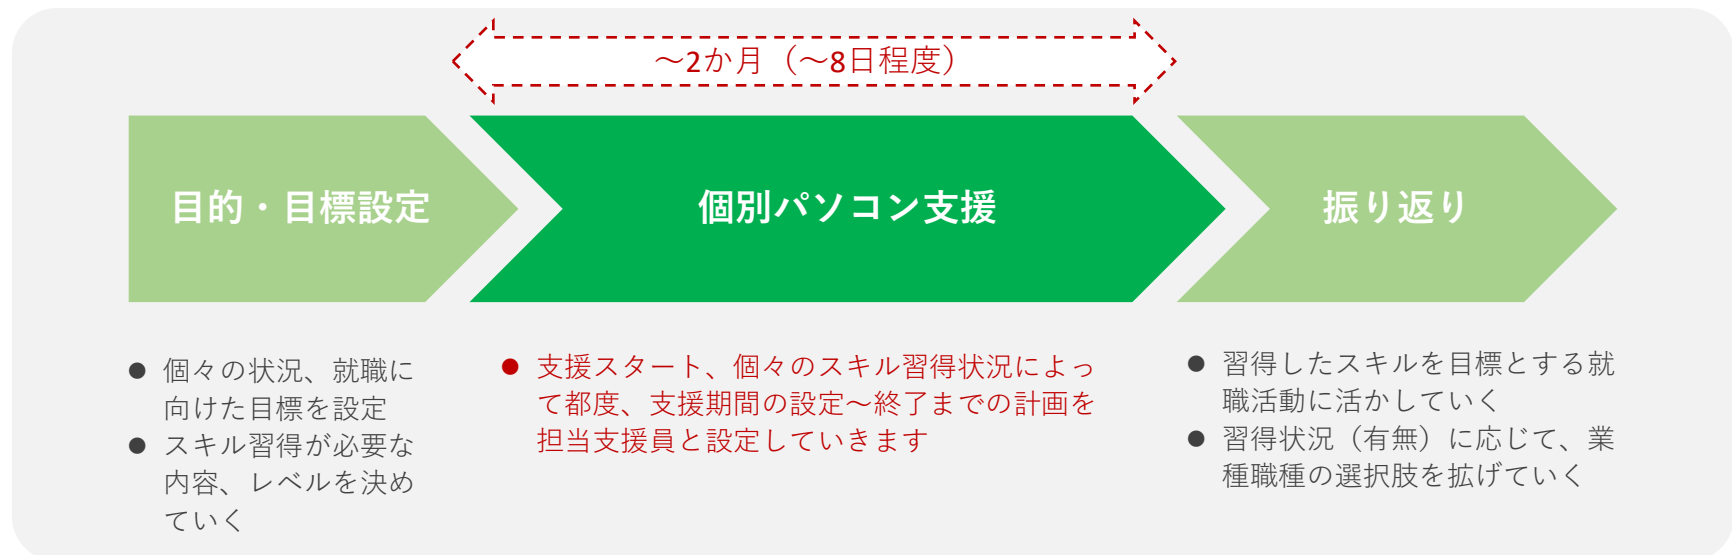 〜2か月（〜8日程度）
目的・目標設定
個別パソコン支援
振り返り
● 個々の状況、就職に
向けた目標を設定
● スキル習得が必要な
内容、レベルを決め
ていく
● 支援スタート、個々のスキル習得状況によっ
て都度、支援期間の設定〜終了までの計画を
担当支援員と設定していきます
● 習得したスキルを目標とする就
職活動に活かしていく
● 習得状況（有無）に応じて、業
種職種の選択肢を拡げていく